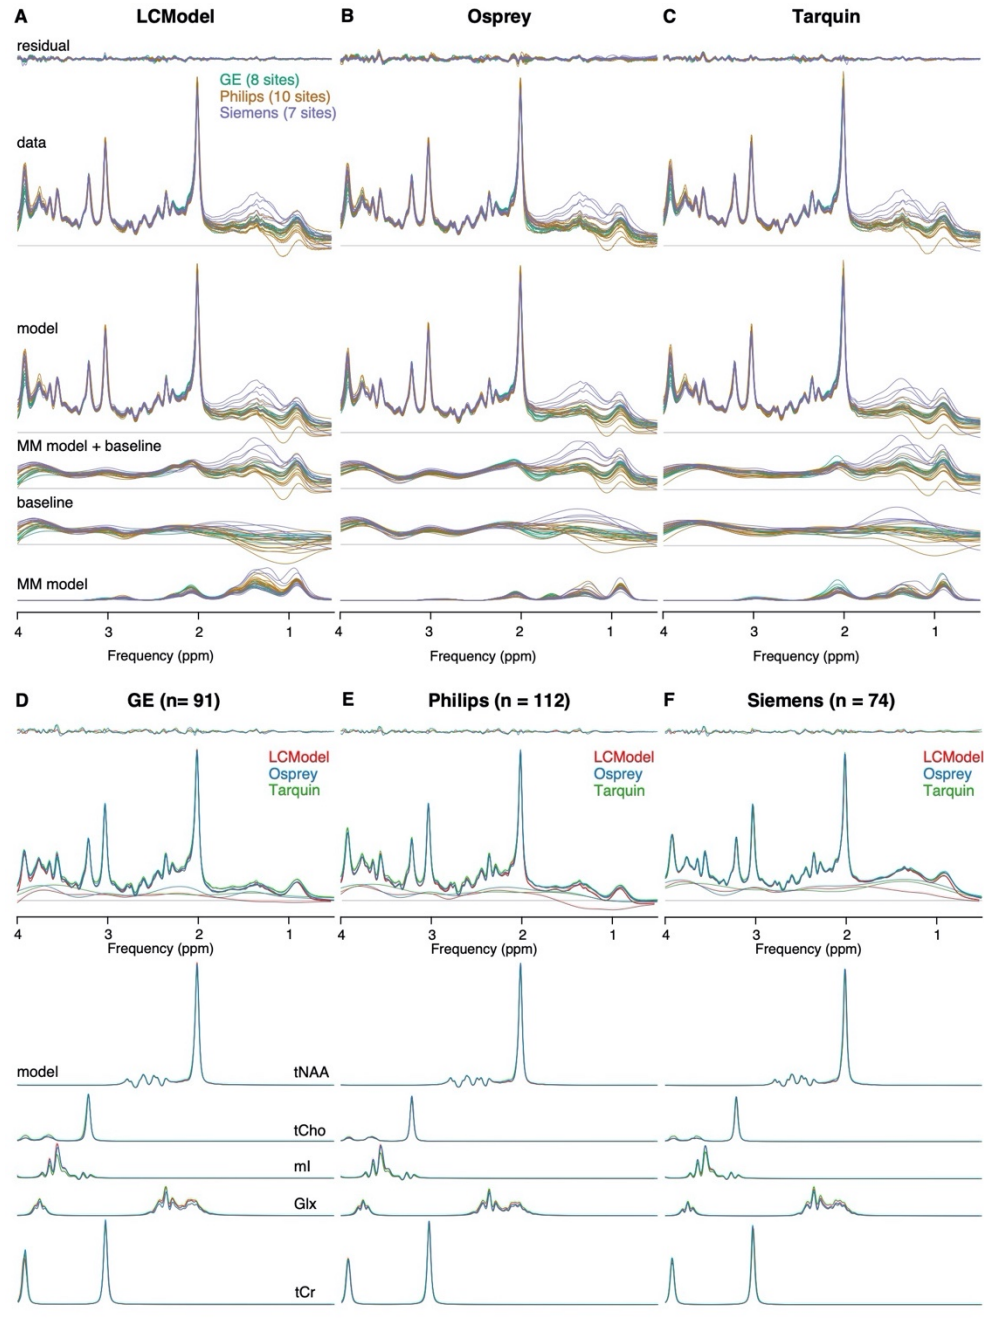 A LCModel B Osprey C Tarquin
residual
GE (8 sites)
Philips (10 sites)
Siemens (7 sites)
data
model
MM model + baseline
baseline
MM model
4 3 2 1 4 3 2 1 4 3 2 1
Frequency (ppm) Frequency (ppm) Frequency (ppm)
D GE (n= 91) E Philips (n = 112) F Siemens (n = 74)
LCModel LCModel LCModel
Osprey Osprey Osprey
Tarquin Tarquin Tarquin
4 3 2 1 4 3 2 1 4 3 2 1
Frequency (ppm) Frequency (ppm) Frequency (ppm)
model tNAA
tCho
mI
Glx
tCr